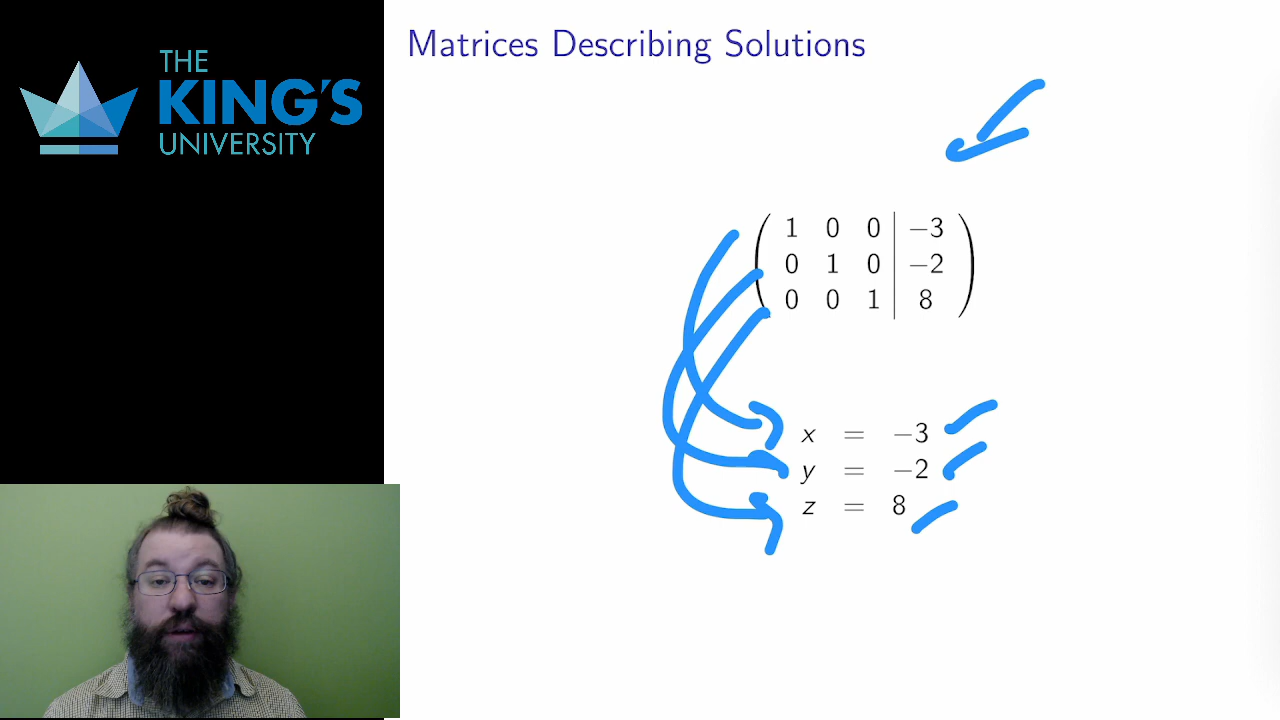 THE
KING'S
UNIVERSITY
Matrices Describing Solutions
1 0 0 | −3
0 1 0 | −2
0 0 1 | 8
x = −3
y = −2
z = 8